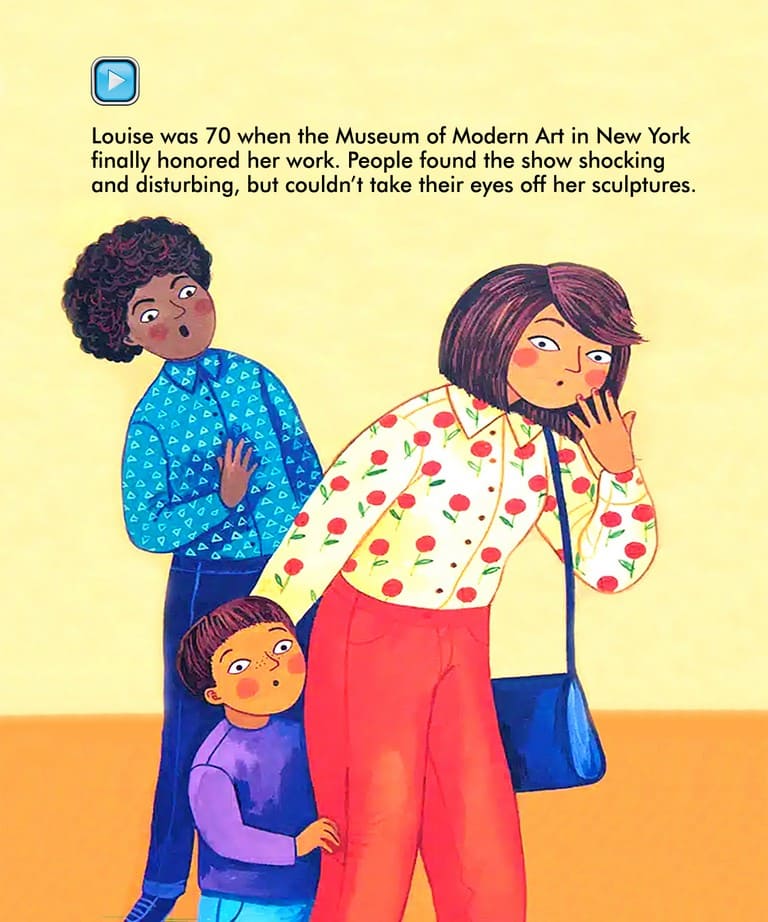 Louise was 70 when the Museum of Modern Art in New York
finally honored her work. People found the show shocking
and disturbing, but couldn’t take their eyes off her sculptures.